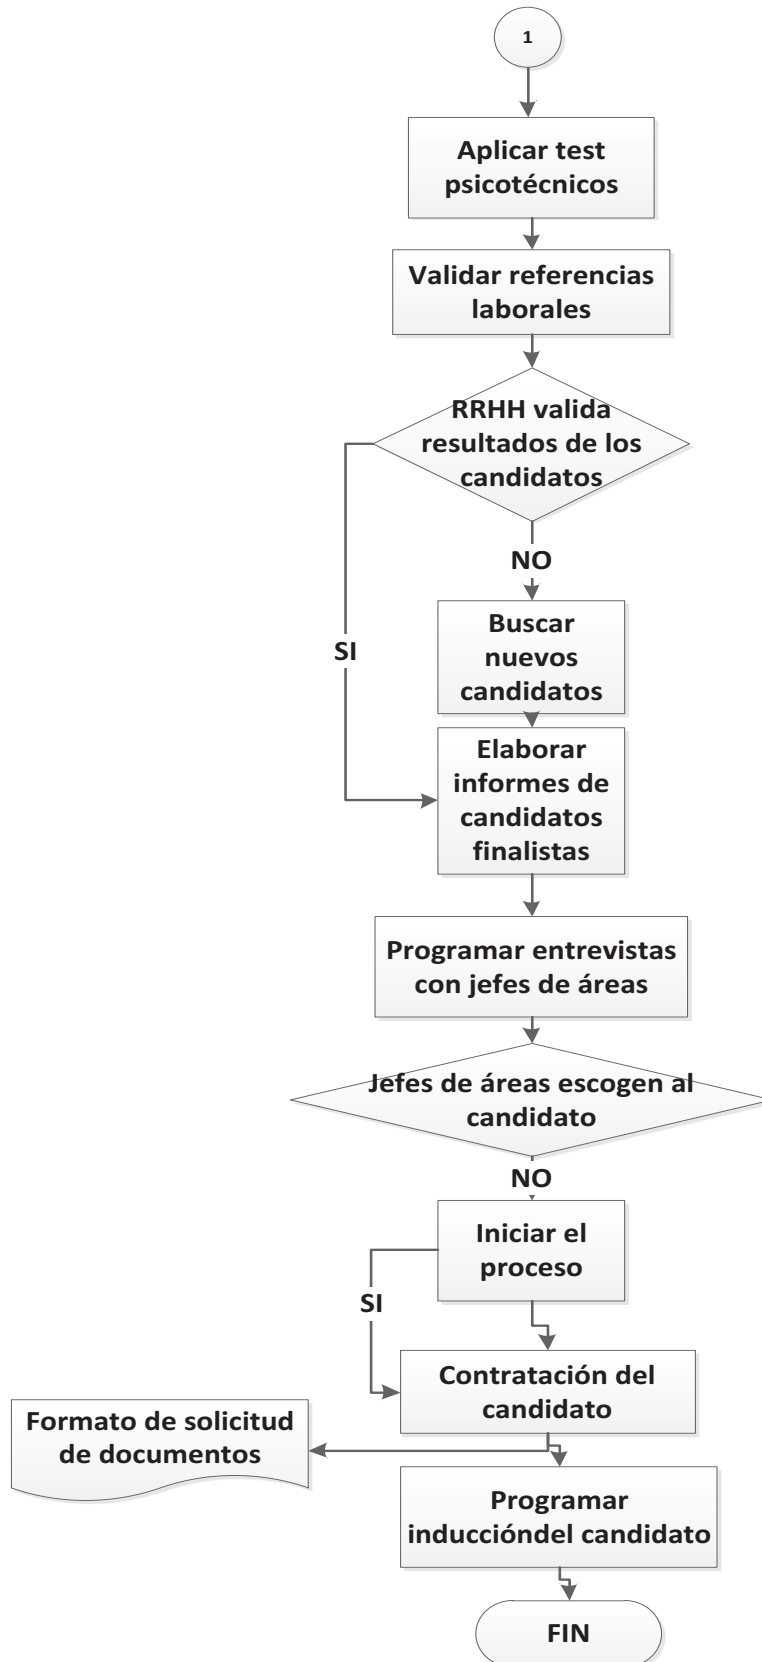 1
Aplicar test
psicotécnicos
Validar referencias
laborales
RRHH valida
resultados de los
candidatos
NO
Buscar
nuevos
candidatos
SI
Elaborar
informes de
candidatos
finalistas
Programar entrevistas
con jefes de áreas
Jefes de áreas escogen al
candidato
NO
Iniciar el
proceso
SI
Contratación del
candidato
Formato de solicitud
de documentos
Programar
induccióndel candidato
FIN